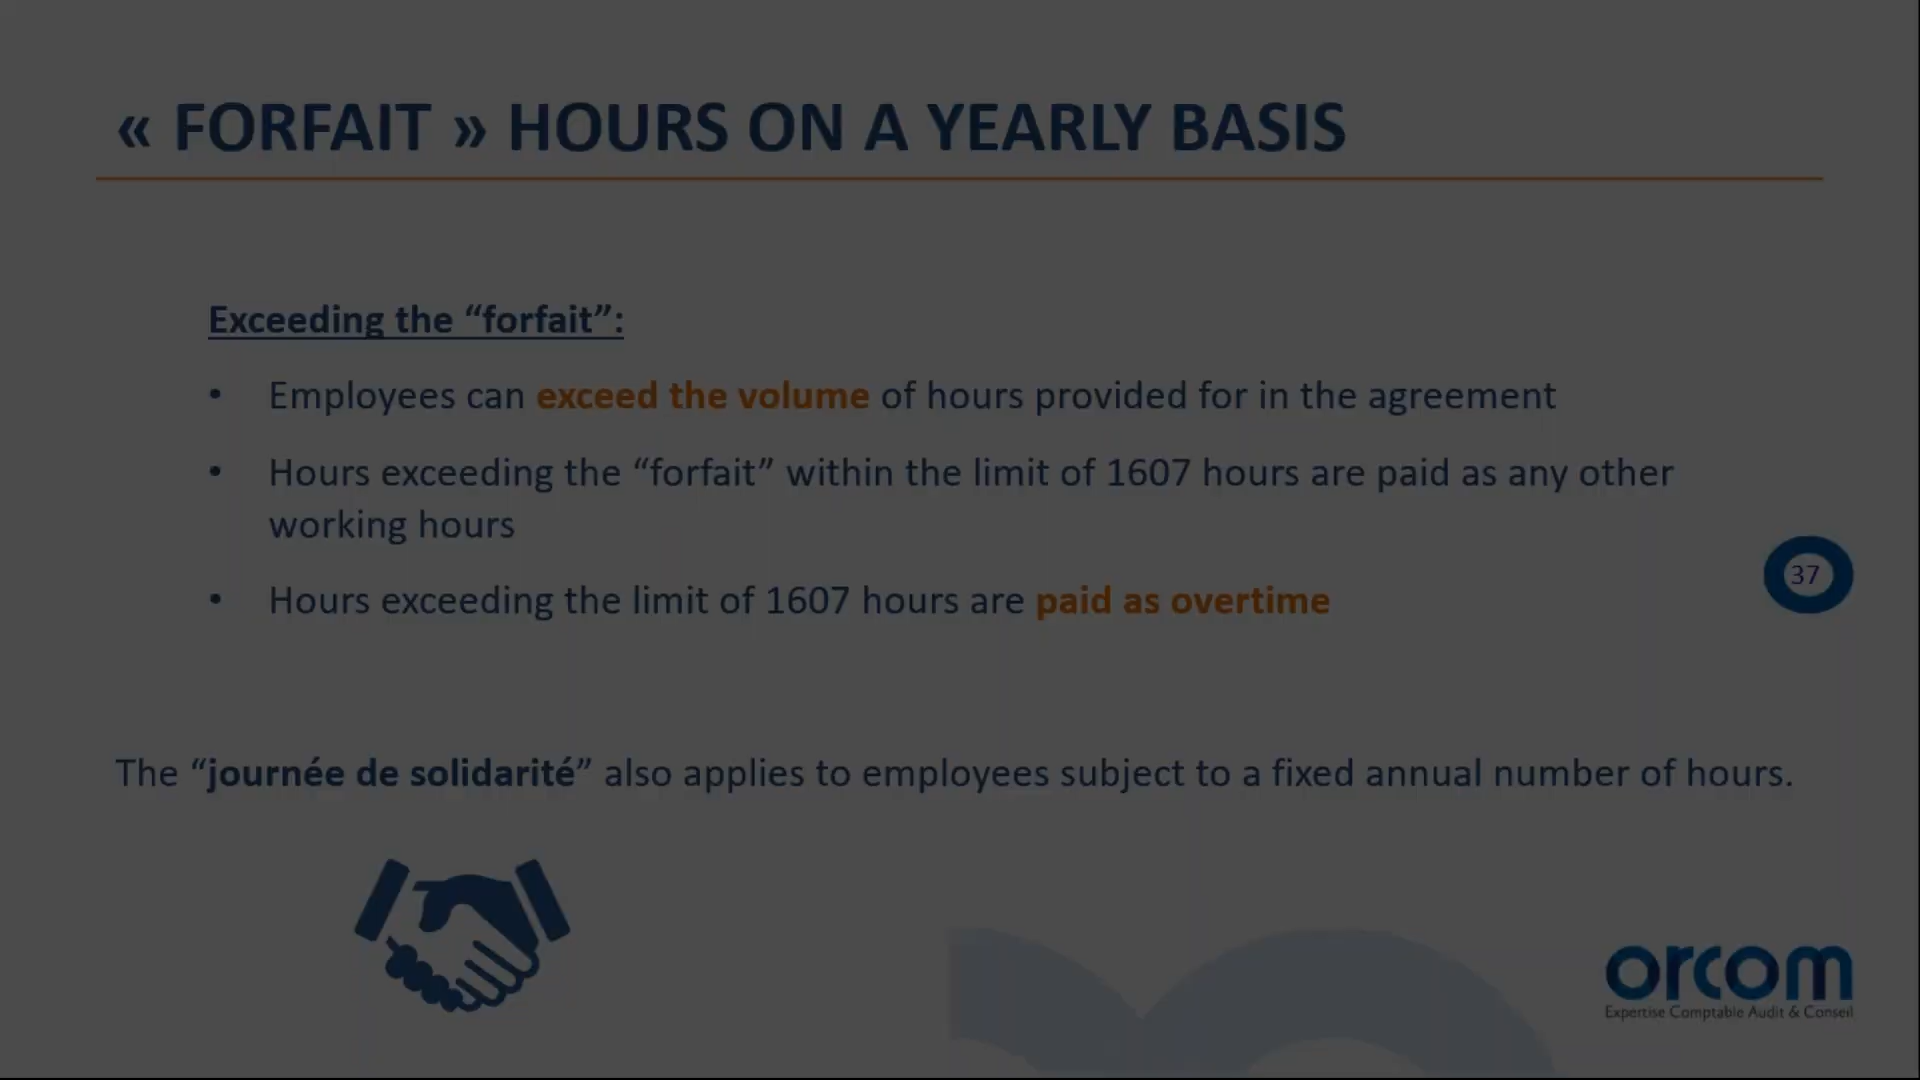 « FORFAIT » HOURS ON A YEARLY BASIS
Exceeding the “forfait”:
• Employees can exceed the volume of hours provided for in the agreement
• Hours exceeding the “forfait” within the limit of 1607 hours are paid as any other
working hours
37
• Hours exceeding the limit of 1607 hours are paid as overtime
The “journée de solidarité” also applies to employees subject to a fixed annual number of hours.
orcom
Expertise Comptable Audit & Conseil